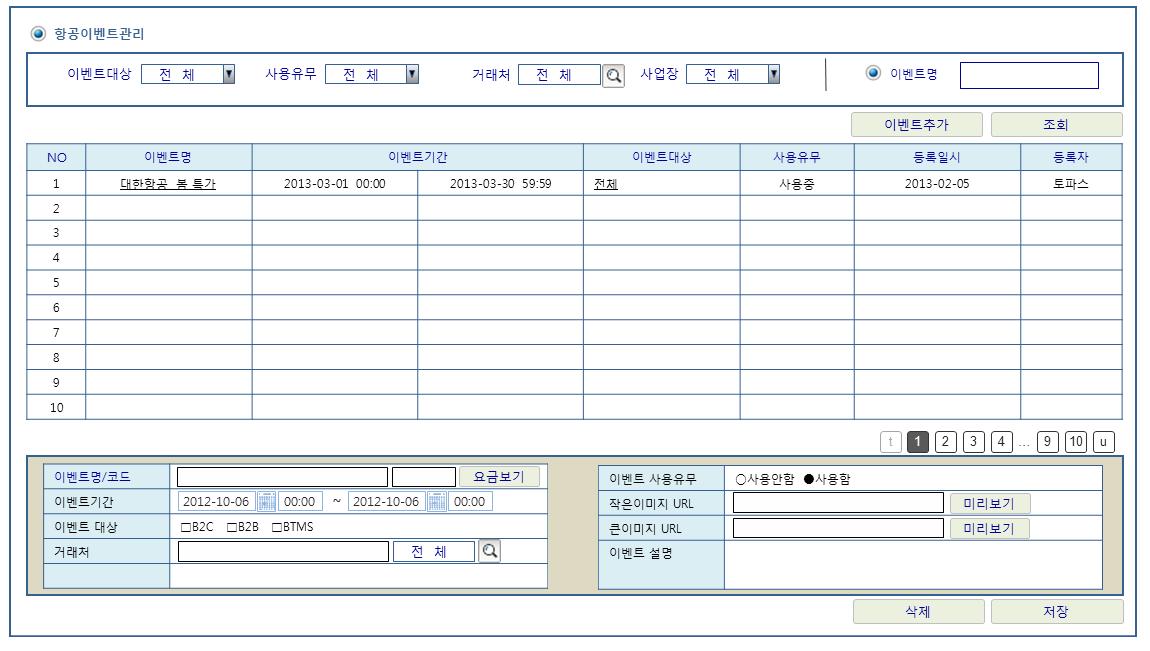 항공이벤트관리
이벤트대상 전 체 사용유무 전 체 거래처 전 체 사업장 전 체 이벤트명
이벤트추가 조회
NO 이벤트명 이벤트기간 이벤트대상 사용유무 등록일시 등록자
1 대한항공 봄 특가 2013-03-01 00:00 2013-03-30 59:59 전체 사용중 2013-02-05 토파스
2
3
4
5
6
7
8
9
10
t 1 2 3 4 ... 9 10 u
이벤트명/코드 요금보기
이벤트기간 2012-10-06 00:00 ~ 2012-10-06 00:00
이벤트 대상 □B2C □B2B □BTMS
거래처 전 체
이벤트 사용유무 ○사용안함 ●사용함
작은이미지 URL 미리보기
큰이미지 URL 미리보기
이벤트 설명
삭제 저장